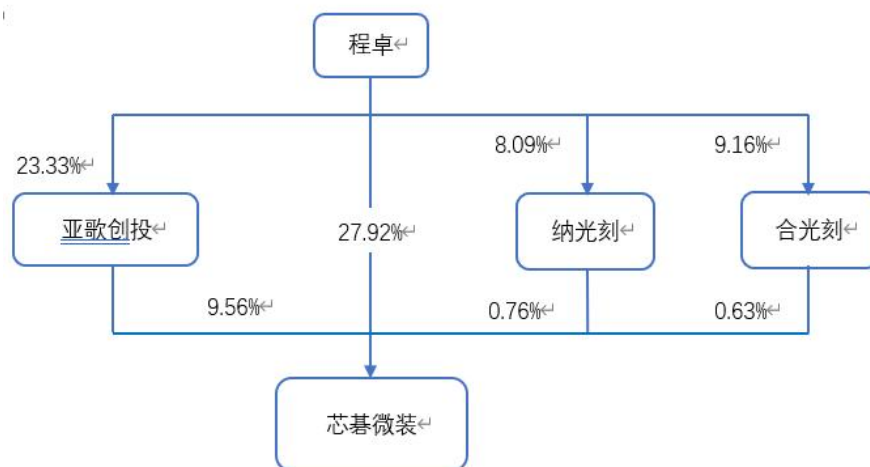 程卓
23.33%
8.09%
9.16%
亚歌创投
27.92%
纳光刻
合光刻
9.56%
0.76%
0.63%
芯碁微装